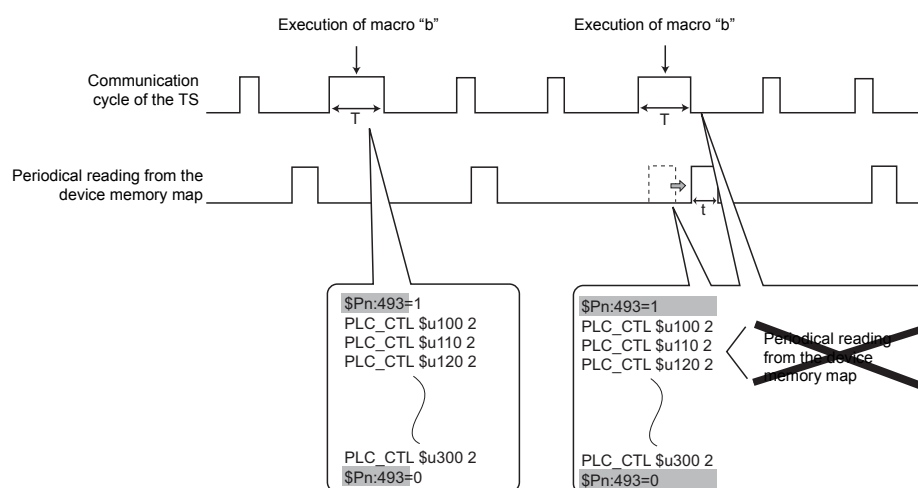 Execution of macro “b”
Execution of macro “b”
Communication
cycle of the TS
T
T
Periodical reading from the
device memory map
t
$Pn:493=1
PLC_CTL $u100 2
PLC_CTL $u110 2
PLC_CTL $u120 2
PLC_CTL $u300 2
$Pn:493=0
$Pn:493=1
PLC_CTL $u100 2
PLC_CTL $u110 2
PLC_CTL $u120 2
PLC_CTL $u300 2
$Pn:493=0
Periodical reading
from the device
memory map